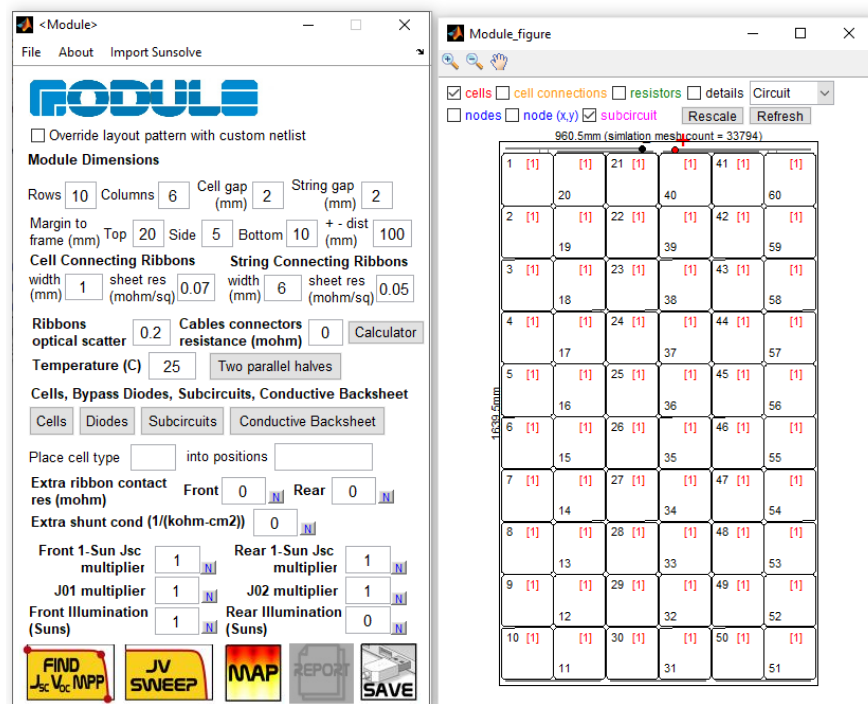 <Module>
File About Import Sunsolve
MODULE
Override layout pattern with custom netlist
Module Dimensions
Rows 10 Columns 6 Cell gap (mm) 2 String gap (mm) 2
Margin to frame (mm) Top 20 Side 5 Bottom 10 + - dist (mm) 100
Cell Connecting Ribbons String Connecting Ribbons
width (mm) 1 sheet res (mohm/sq) 0.07 width (mm) 6 sheet res (mohm/sq) 0.05
Ribbons optical scatter 0.2 Cables connectors resistance (mohm) 0 Calculator
Temperature (C) 25 Two parallel halves
Cells, Bypass Diodes, Subcircuits, Conductive Backsheet
Cells Diodes Subcircuits Conductive Backsheet
Place cell type into positions
Extra ribbon contact res (mohm) Front 0 N Rear 0 N
Extra shunt cond (1/(kohm-cm2)) 0 N
Front 1-Sun Jsc multiplier 1 N Rear 1-Sun Jsc multiplier 1 N
J01 multiplier 1 N J02 multiplier 1 N
Front Illumination (Suns) 1 N Rear Illumination (Suns) 0 N
FIND Jsc Voc MPP JV SWEEP MAP REPORT SAVE
Module_figure
cells cell connections resistors details Circuit
nodes node (x,y) subcircuit Rescale Refresh
960.5mm (simlation mesh count = 33794)
- +
1639.5mm
1 [1] [1] 21 [1] [1] 41 [1] [1]
20 40 60
2 [1] [1] 22 [1] [1] 42 [1] [1]
19 39 59
3 [1] [1] 23 [1] [1] 43 [1] [1]
18 38 58
4 [1] [1] 24 [1] [1] 44 [1] [1]
17 37 57
5 [1] [1] 25 [1] [1] 45 [1] [1]
16 36 56
6 [1] [1] 26 [1] [1] 46 [1] [1]
15 35 55
7 [1] [1] 27 [1] [1] 47 [1] [1]
14 34 54
8 [1] [1] 28 [1] [1] 48 [1] [1]
13 33 53
9 [1] [1] 29 [1] [1] 49 [1] [1]
12 32 52
10 [1] [1] 30 [1] [1] 50 [1] [1]
11 31 51